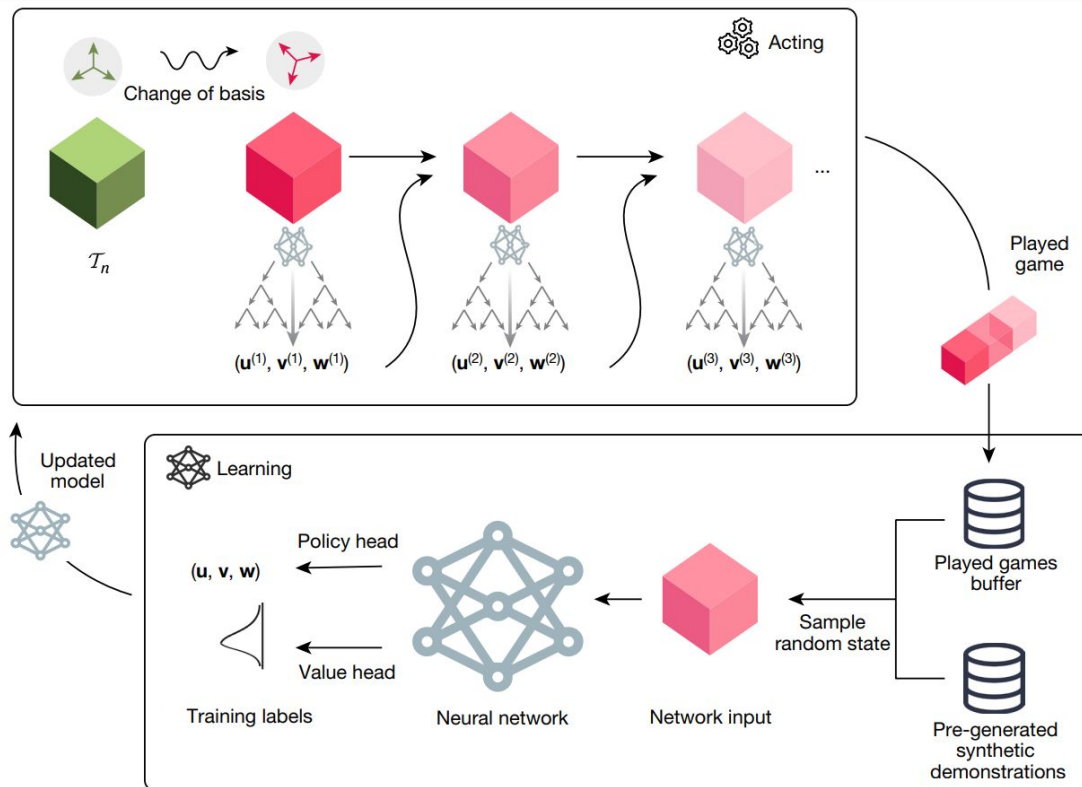 Acting
Change of basis
𝒯ₙ
...
(u⁽¹⁾, v⁽¹⁾, w⁽¹⁾)
(u⁽²⁾, v⁽²⁾, w⁽²⁾)
(u⁽³⁾, v⁽³⁾, w⁽³⁾)
Played
game
Updated
model
Learning
Policy head
(u, v, w)
Value head
Training labels
Neural network
Network input
Sample
random state
Played games
buffer
Pre-generated
synthetic
demonstrations